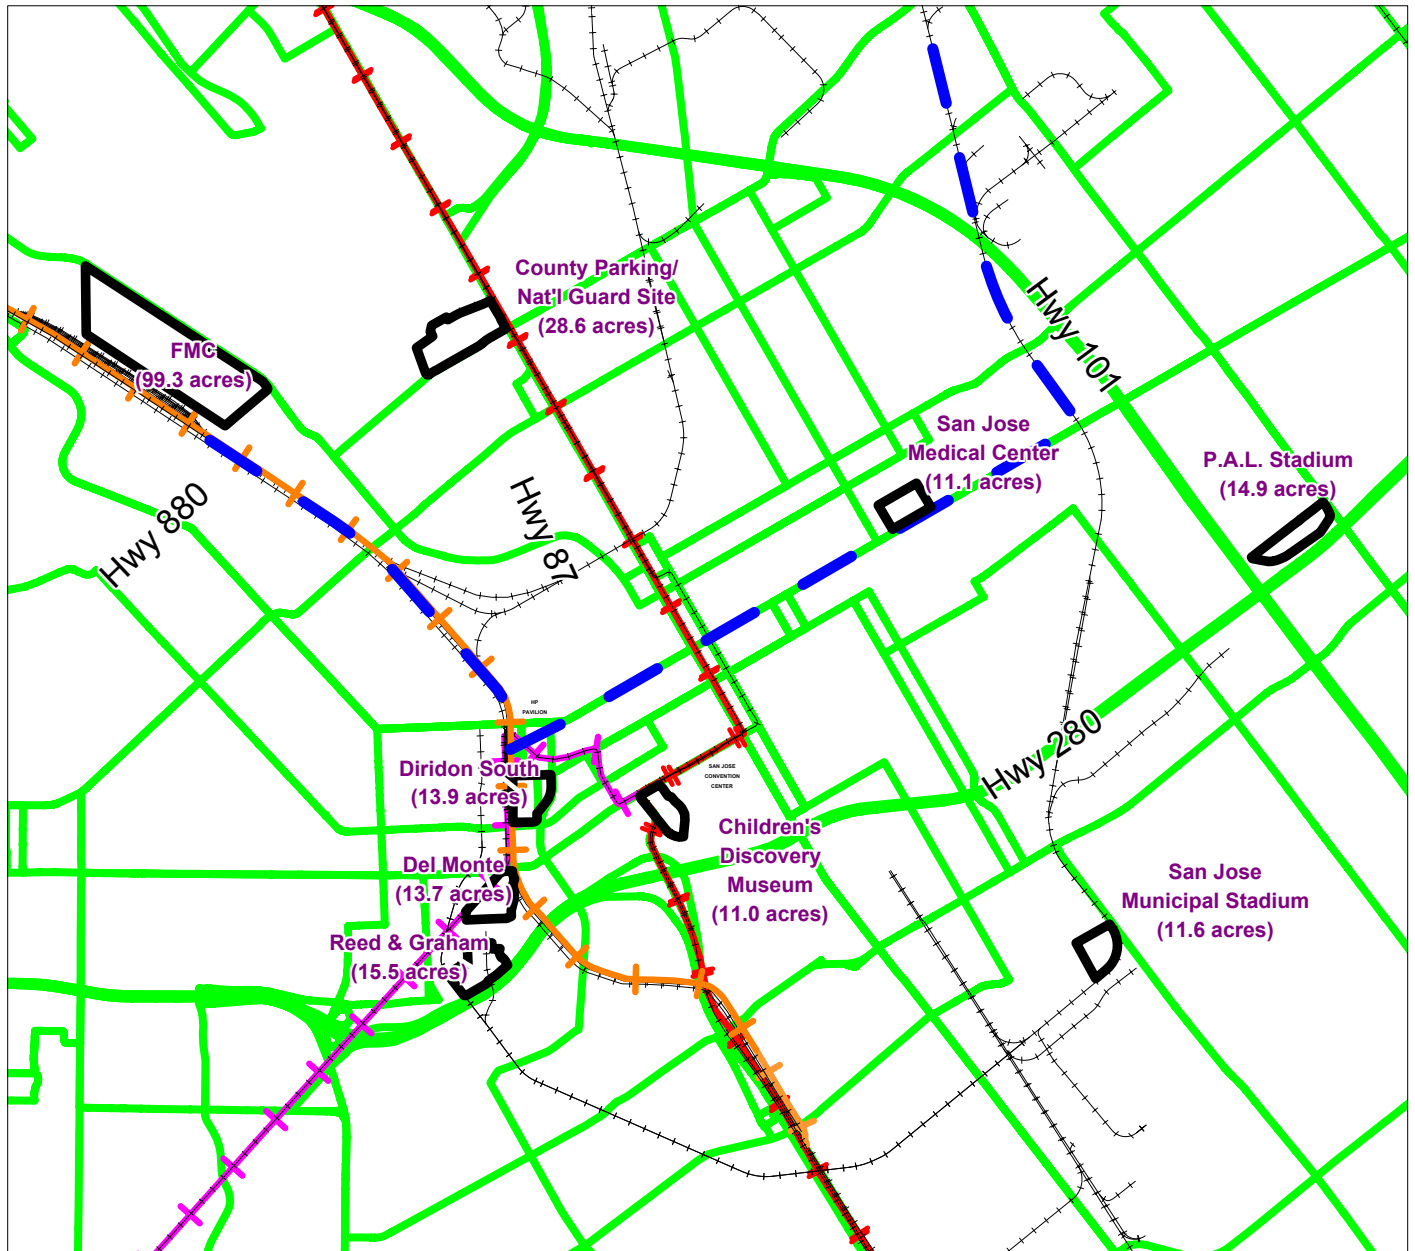 County Parking/
Nat'l Guard Site
(28.6 acres)
Hwy 101
FMC
(99.3 acres)
San Jose
Medical Center
(11.1 acres)
P.A.L. Stadium
(14.9 acres)
Hwy 880
Hwy 87
HP
PAVILION
Hwy 280
SAN JOSE
CONVENTION
CENTER
Diridon South
(13.9 acres)
Children's
Discovery
Museum
(11.0 acres)
Del Monte
(13.7 acres)
San Jose
Municipal Stadium
(11.6 acres)
Reed & Graham
(15.5 acres)